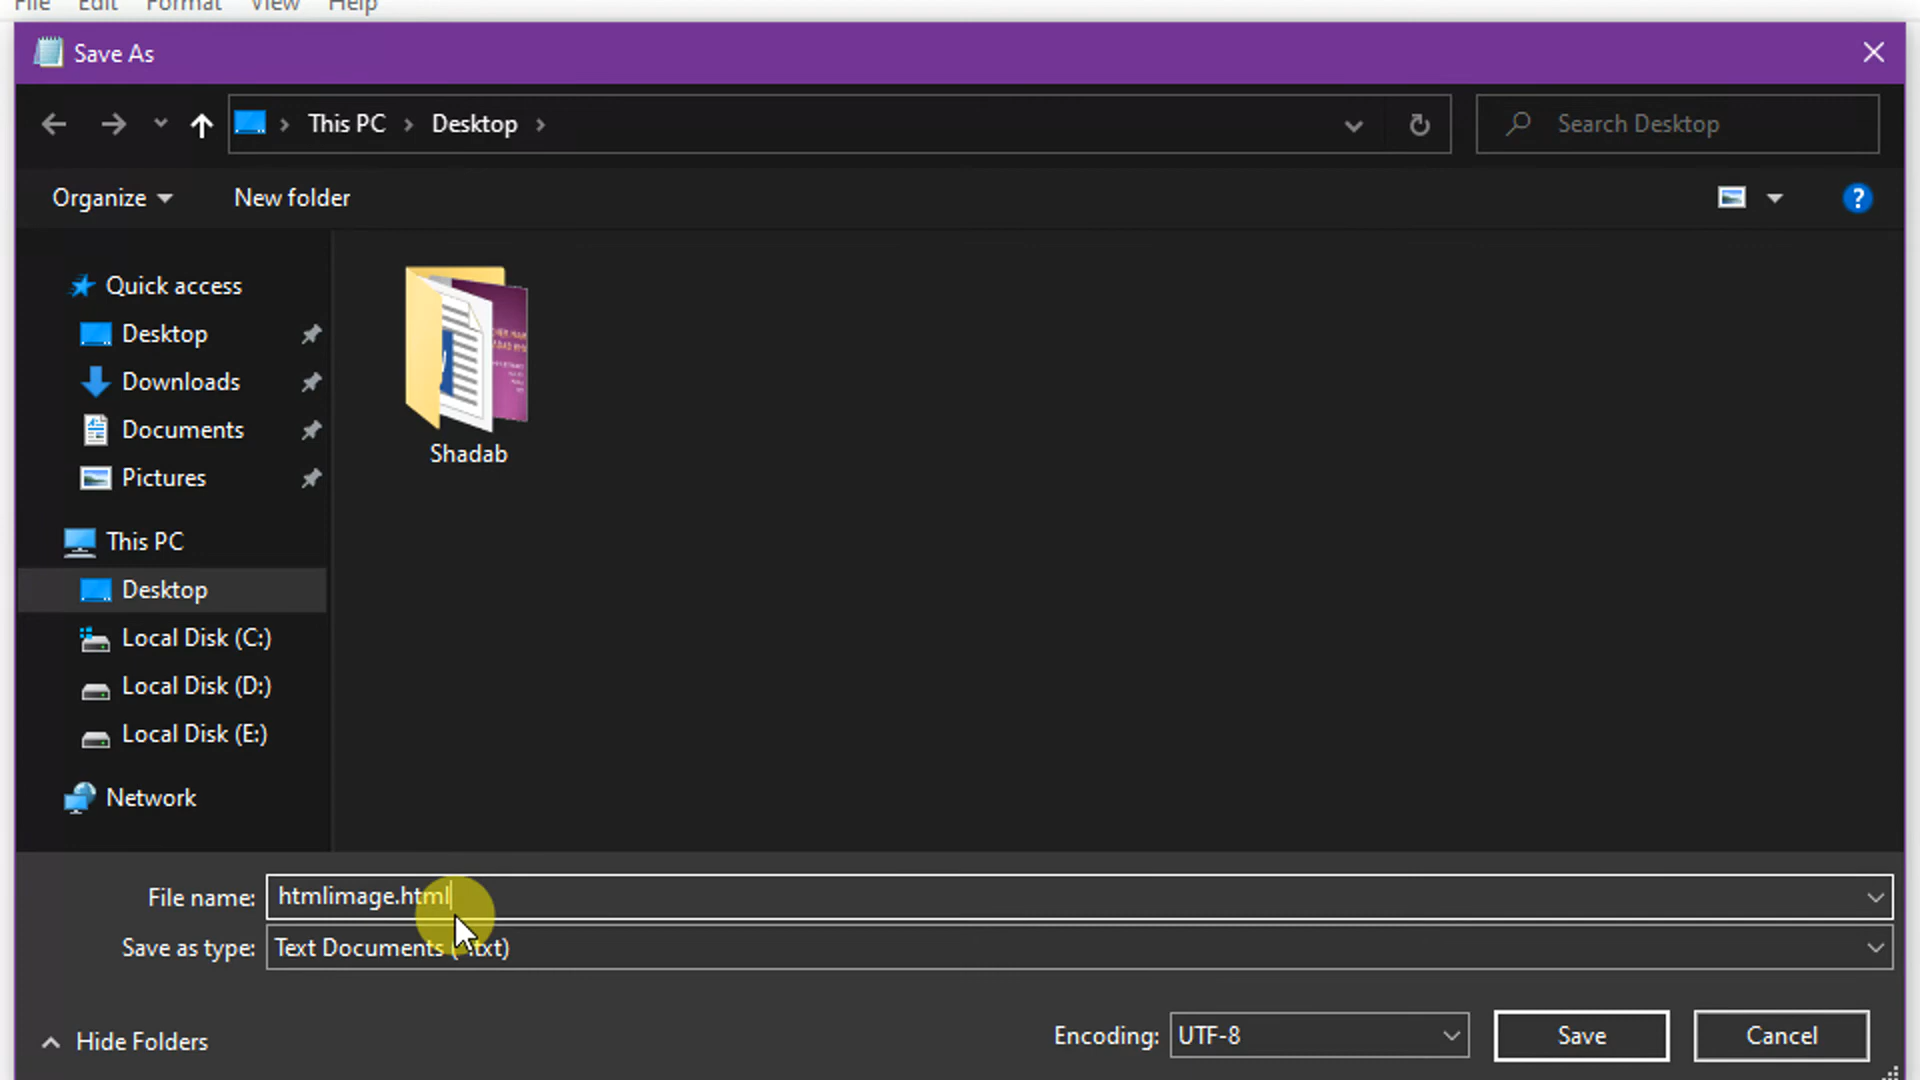 File Edit Format View Help
Save As
This PC > Desktop >
Search Desktop
Organize
New folder
Quick access
Desktop
Downloads
Documents
Pictures
This PC
Desktop
Local Disk (C:)
Local Disk (D:)
Local Disk (E:)
Network
Shadab
File name: htmlimage.html
Save as type: Text Documents (*.txt)
Hide Folders
Encoding: UTF-8
Save
Cancel